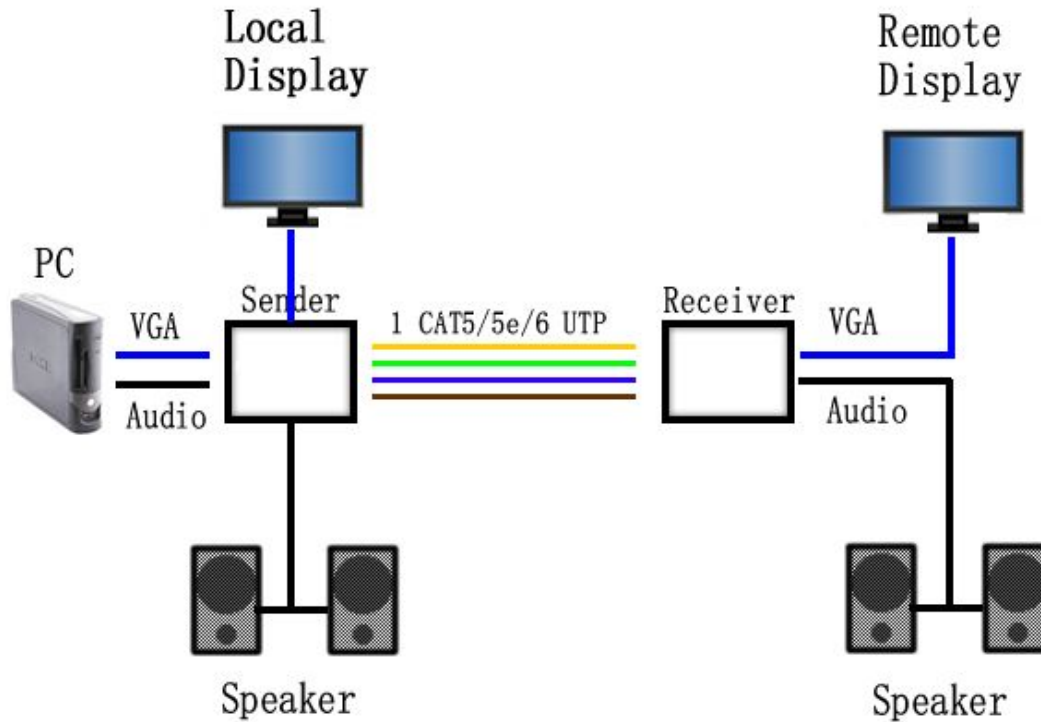 Local
Display
Remote
Display
PC
Sender
Receiver
1 CAT5/5e/6 UTP
VGA
VGA
Audio
Audio
Speaker
Speaker